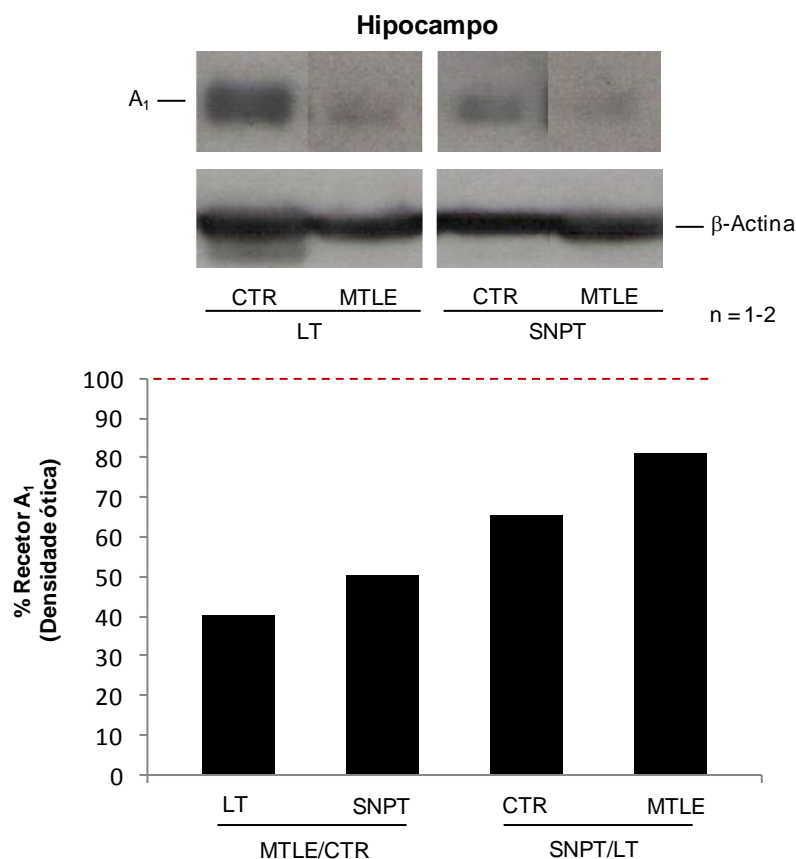 Hipocampo
A₁
β-Actina
CTR MTLE CTR MTLE
LT SNPT
n = 1-2
100
90
80
70
60
50
40
30
20
10
0
% Recetor A₁
(Densidade ótica)
LT SNPT CTR MTLE
MTLE/CTR SNPT/LT